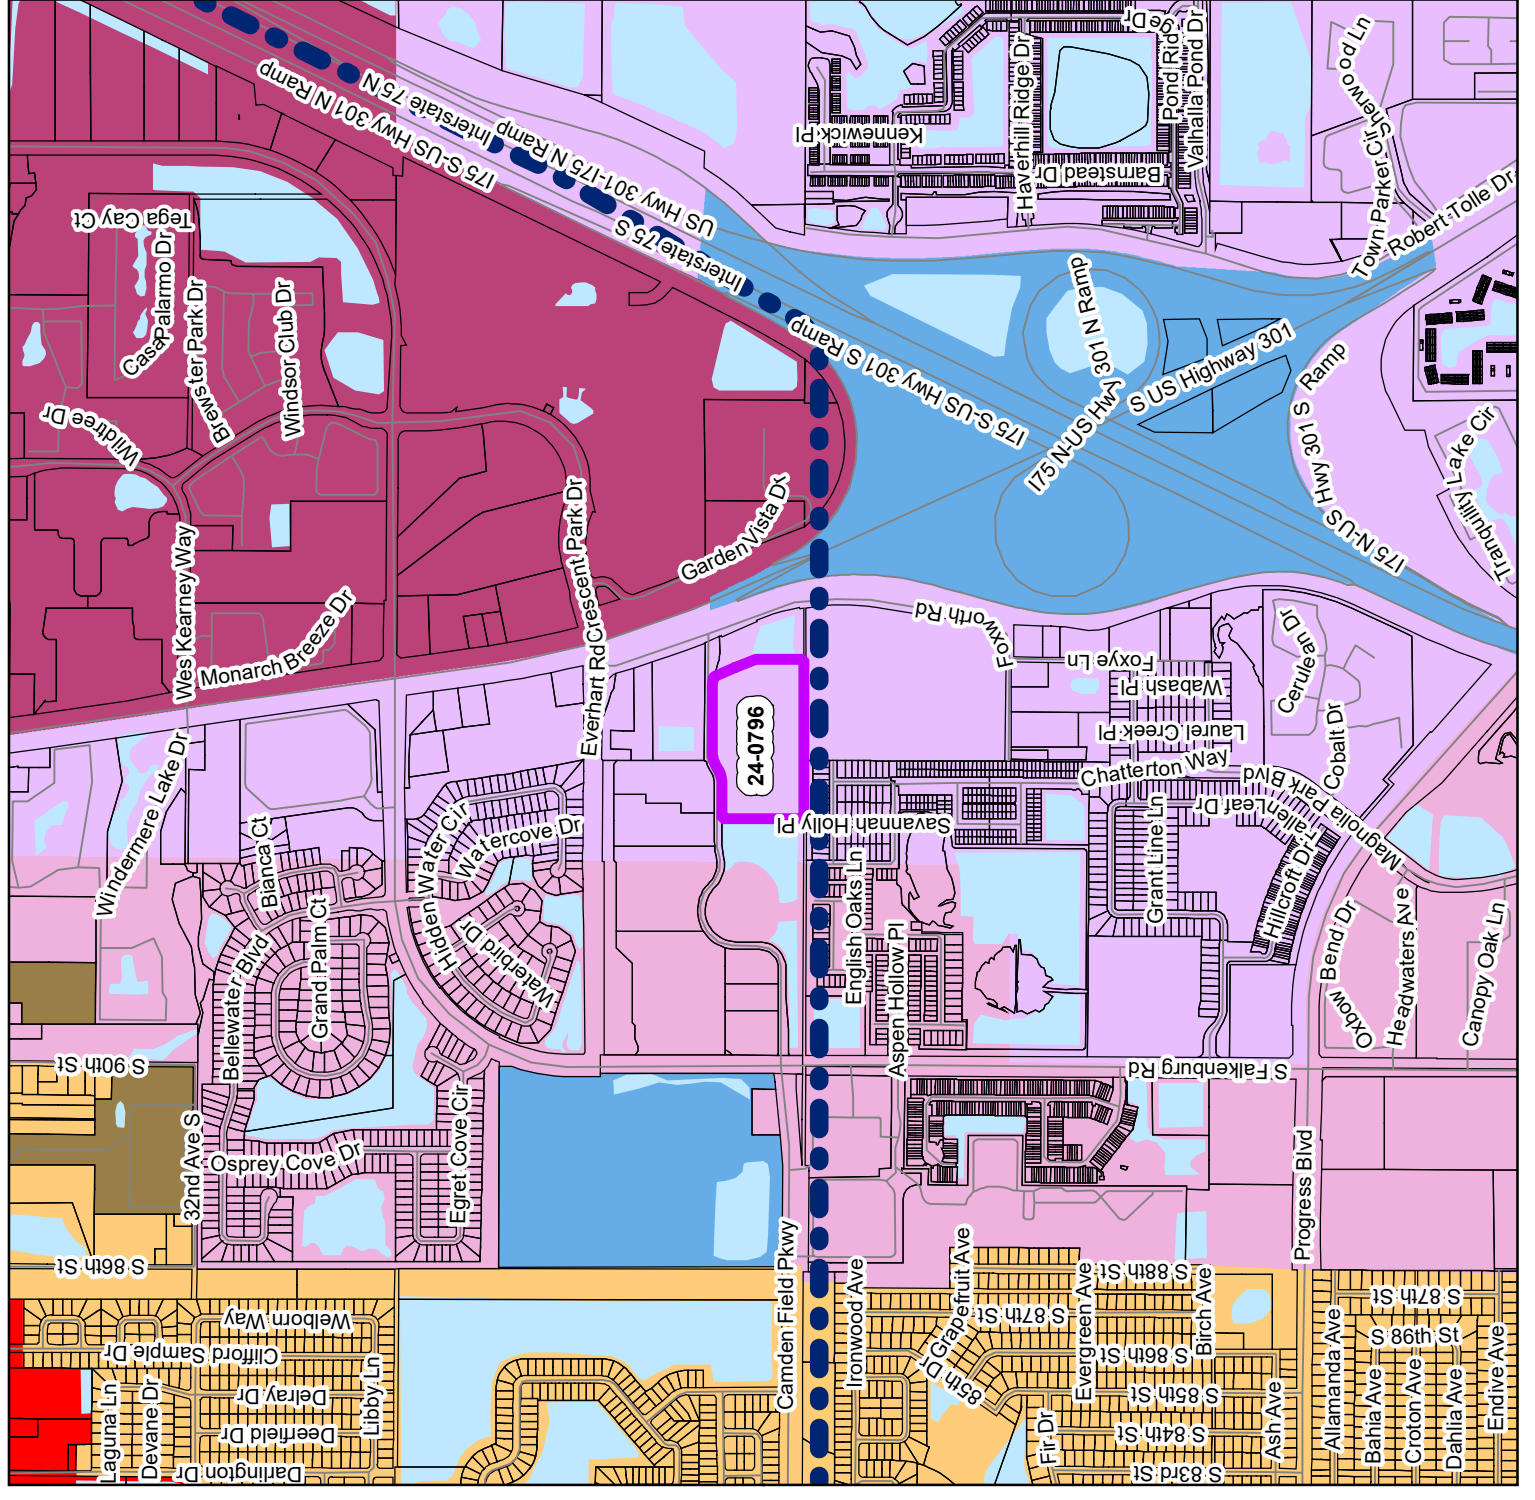 I75 S-US Hwy 301 N Ramp
Interstate 75 N
US Hwy 301-I75 N Ramp
US Hwy
Interstate 75 S
Kennewick Pl
Haverhill Ridge Dr
Barnstead Dr
Pond Ridge Dr
Valhalla Pond Dr
Sherwood Ln
Town Parker Cir
Robert Tolle Dr
Tega Cay Ct
Palarmo Dr
Casa
Brewster Park Dr
Windsor Club Dr
Wildtree Dr
I75 S-US Hwy 301 S Ramp
I75 N-US Hwy 301 N Ramp
S US Highway 301
I75 N-US Hwy 301 S Ramp
Tranquility Lake Cir
Wes Kearney Way
Monarch Breeze Dr
Crescent Park Dr
Everhart Rd
Garden Vista Dr
Foxworth Rd
Foxye Ln
Wabash Pl
Laurel Creek Pl
Chatterton Way
Cerulean Dr
Cobalt Dr
24-0796
Windermere Lake Dr
Bianca Ct
Hidden Water Cir
Watercove Dr
Waterbird Dr
Savannah Holly Pl
English Oaks Ln
Aspen Hollow Pl
Grant Line Ln
Fallen Leaf Dr
Magnolia Park Blvd
Hillcroft Dr
Oxbow Bend Dr
Headwaters Ave
Canopy Oak Ln
Bellewater Blvd
Grand Palm Ct
S 90th St
32nd Ave S
Osprey Cove Dr
Egret Cove Cir
S Falkenburg Rd
Progress Blvd
S 86th St
Camden Field Pkwy
Ironwood Ave
Grapefruit Ave
85th Dr
Evergreen Ave
Birch Ave
S 88th St
S 87th St
S 86th St
S 85th St
S 84th St
S 83rd St
Fir Dr
Ash Ave
Allamanda Ave
Bahia Ave
Croton Ave
Dahlia Ave
Endive Ave
S 87th St
S 86th St
Welborn Way
Clifford Sample Dr
Delray Dr
Deerfield Dr
Darlington Dr
Laguna Ln
Devane Dr
Libby Ln